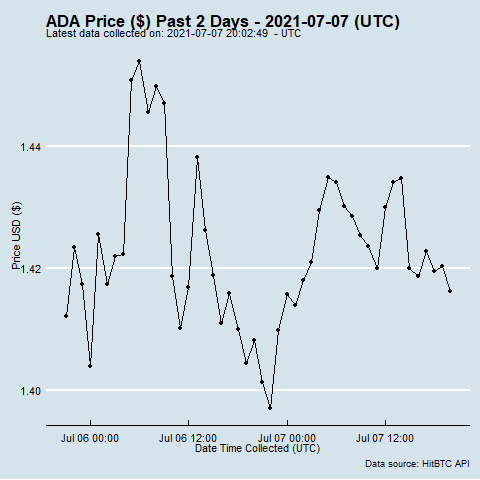 ADA Price ($) Past 2 Days - 2021-07-07 (UTC)
Latest data collected on: 2021-07-07 20:02:49 - UTC
1.44
1.42
1.40
Price USD ($)
Jul 06 00:00
Jul 06 12:00
Jul 07 00:00
Jul 07 12:00
Date Time Collected (UTC)
Data source: HitBTC API